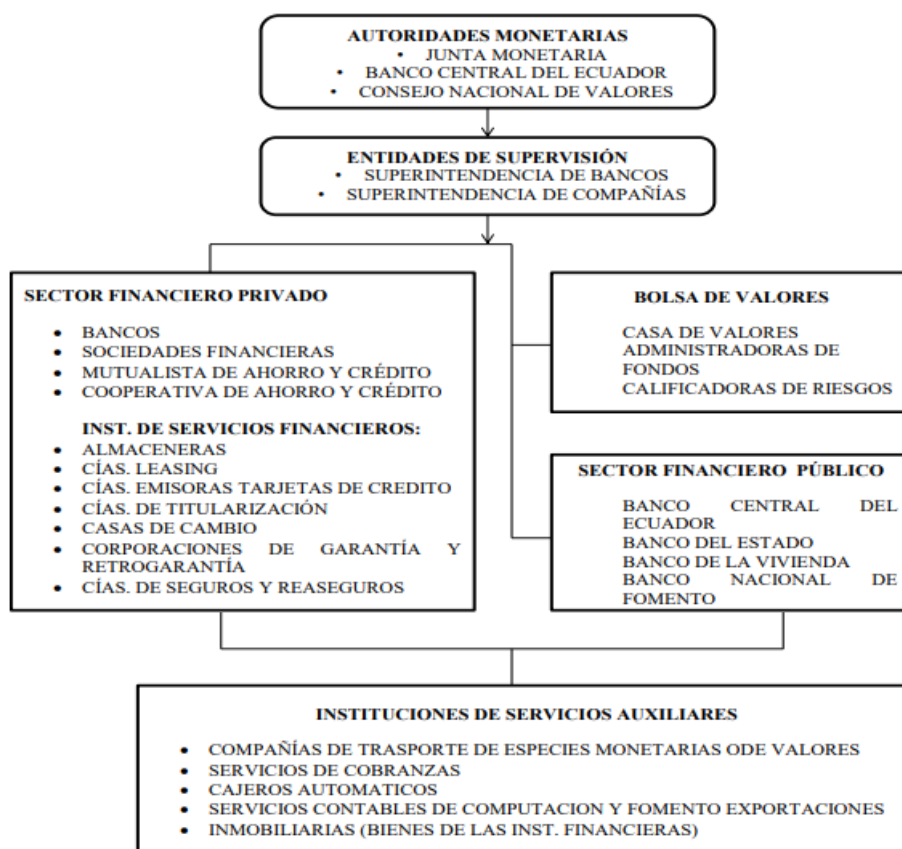 AUTORIDADES MONETARIAS
• JUNTA MONETARIA
• BANCO CENTRAL DEL ECUADOR
• CONSEJO NACIONAL DE VALORES
ENTIDADES DE SUPERVISIÓN
• SUPERINTENDENCIA DE BANCOS
• SUPERINTENDENCIA DE COMPAÑÍAS
SECTOR FINANCIERO PRIVADO
• BANCOS
• SOCIEDADES FINANCIERAS
• MUTUALISTA DE AHORRO Y CRÉDITO
• COOPERATIVA DE AHORRO Y CRÉDITO
INST. DE SERVICIOS FINANCIEROS:
• ALMACENERAS
• CÍAS. LEASING
• CÍAS. EMISORAS TARJETAS DE CREDITO
• CÍAS. DE TITULARIZACIÓN
• CASAS DE CAMBIO
• CORPORACIONES DE GARANTÍA Y
RETROGARANTÍA
• CÍAS. DE SEGUROS Y REASEGUROS
BOLSA DE VALORES
CASA DE VALORES
ADMINISTRADORAS DE
FONDOS
CALIFICADORAS DE RIESGOS
SECTOR FINANCIERO PÚBLICO
BANCO CENTRAL DEL
ECUADOR
BANCO DEL ESTADO
BANCO DE LA VIVIENDA
BANCO NACIONAL DE
FOMENTO
INSTITUCIONES DE SERVICIOS AUXILIARES
• COMPAÑÍAS DE TRASPORTE DE ESPECIES MONETARIAS ODE VALORES
• SERVICIOS DE COBRANZAS
• CAJEROS AUTOMATICOS
• SERVICIOS CONTABLES DE COMPUTACION Y FOMENTO EXPORTACIONES
• INMOBILIARIAS (BIENES DE LAS INST. FINANCIERAS)